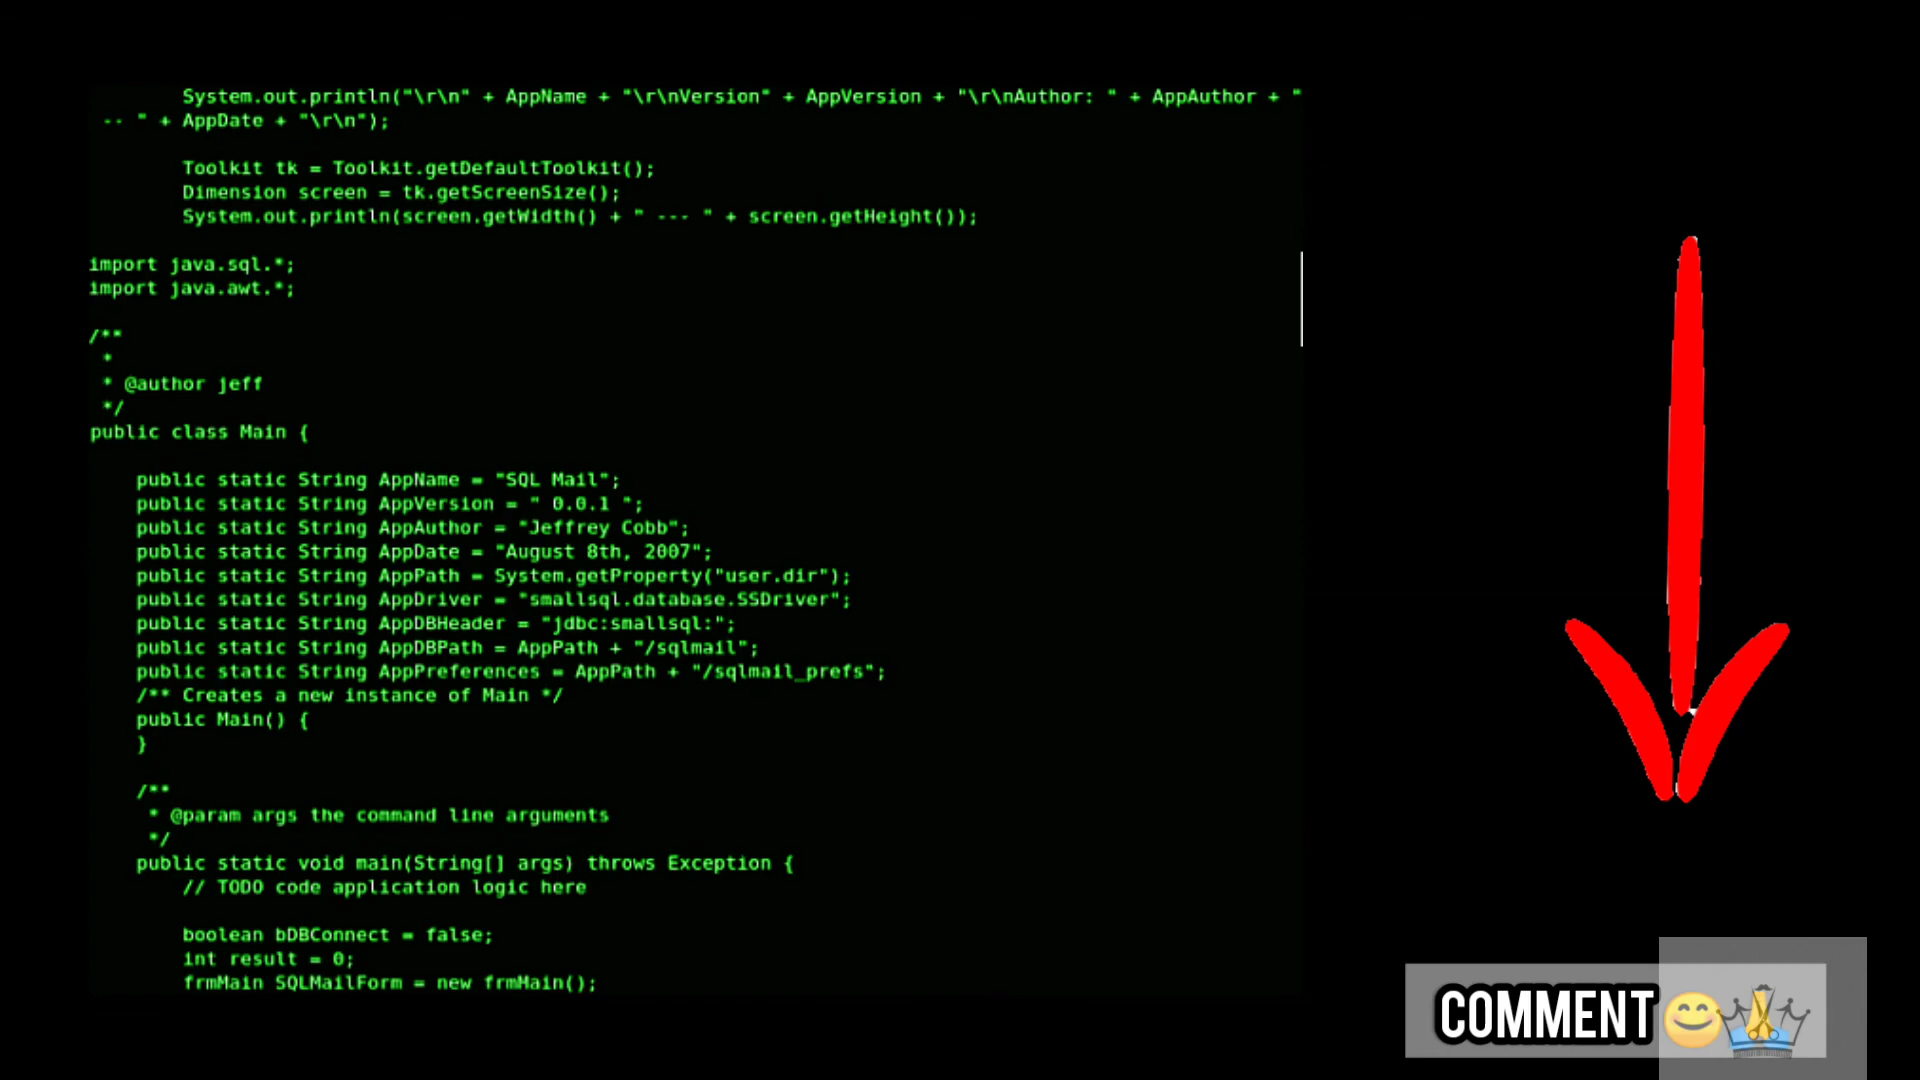 System.out.println("\r\n" + AppName + "\r\nVersion" + AppVersion + "\r\nAuthor: " + AppAuthor + "
-- " + AppDate + "\r\n");
Toolkit tk = Toolkit.getDefaultToolkit();
Dimension screen = tk.getScreenSize();
System.out.println(screen.getWidth() + " --- " + screen.getHeight());
import java.sql.*;
import java.awt.*;
/**
*
* @author jeff
*/
public class Main {
public static String AppName = "SQL Mail";
public static String AppVersion = " 0.0.1 ";
public static String AppAuthor = "Jeffrey Cobb";
public static String AppDate = "August 8th, 2007";
public static String AppPath = System.getProperty("user.dir");
public static String AppDriver = "smallsql.database.SSDriver";
public static String AppDBHeader = "jdbc:smallsql:";
public static String AppDBPath = AppPath + "/sqlmail";
public static String AppPreferences = AppPath + "/sqlmail_prefs";
/** Creates a new instance of Main */
public Main() {
}
/**
* @param args the command line arguments
*/
public static void main(String[] args) throws Exception {
// TODO code application logic here
boolean bDBConnect = false;
int result = 0;
frmMain SQLMailForm = new frmMain();
COMMENT